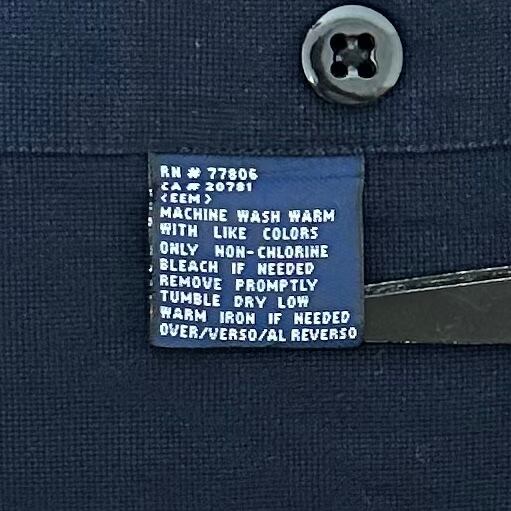 RN # 77806
CA # 20781
<EEM>
MACHINE WASH WARM
WITH LIKE COLORS
ONLY NON-CHLORINE
BLEACH IF NEEDED
REMOVE PROMPTLY
TUMBLE DRY LOW
WARM IRON IF NEEDED
OVER/VERSO/AL REVERSO